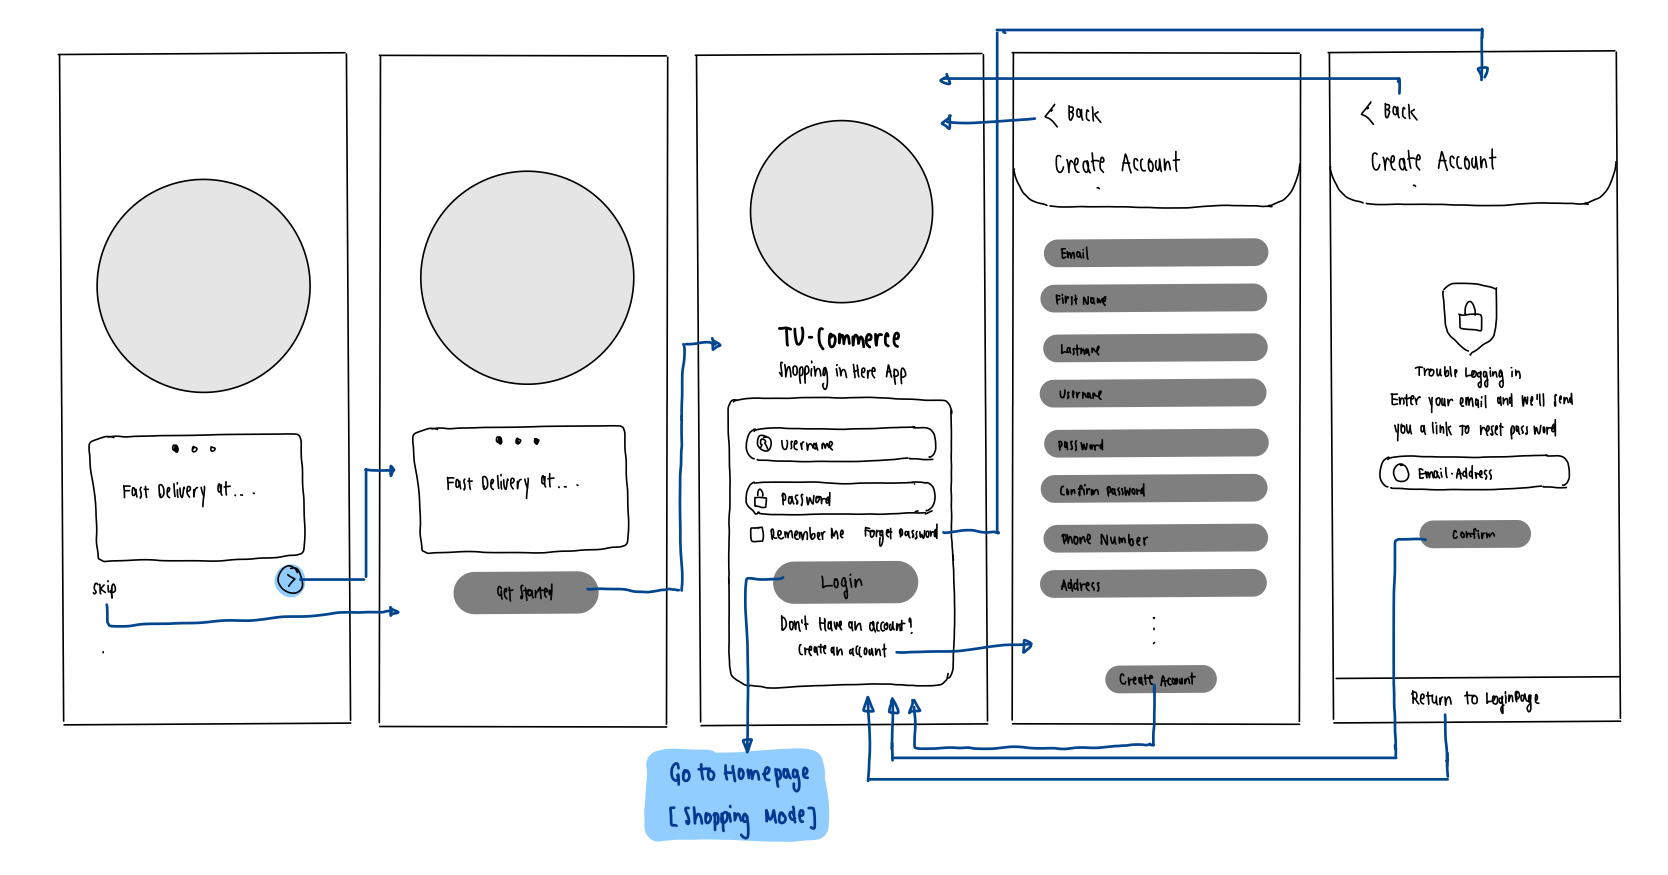 Fast Delivery at....
Skip
Fast Delivery at...
Get Started
TU-Commerce
Shopping in Here App
Username
Password
Remember Me
Forget Password
Login
Don't Have an account!
Create an account
Go to Homepage
[Shopping Mode]
< Back
Create Account
Email
First Name
Lastname
Username
Password
Confirm Password
Phone Number
Address
Create Account
< Back
Create Account
Trouble Logging in
Enter your email and we'll send
you a link to reset pass word
Email-Address
Confirm
Return to LoginPage